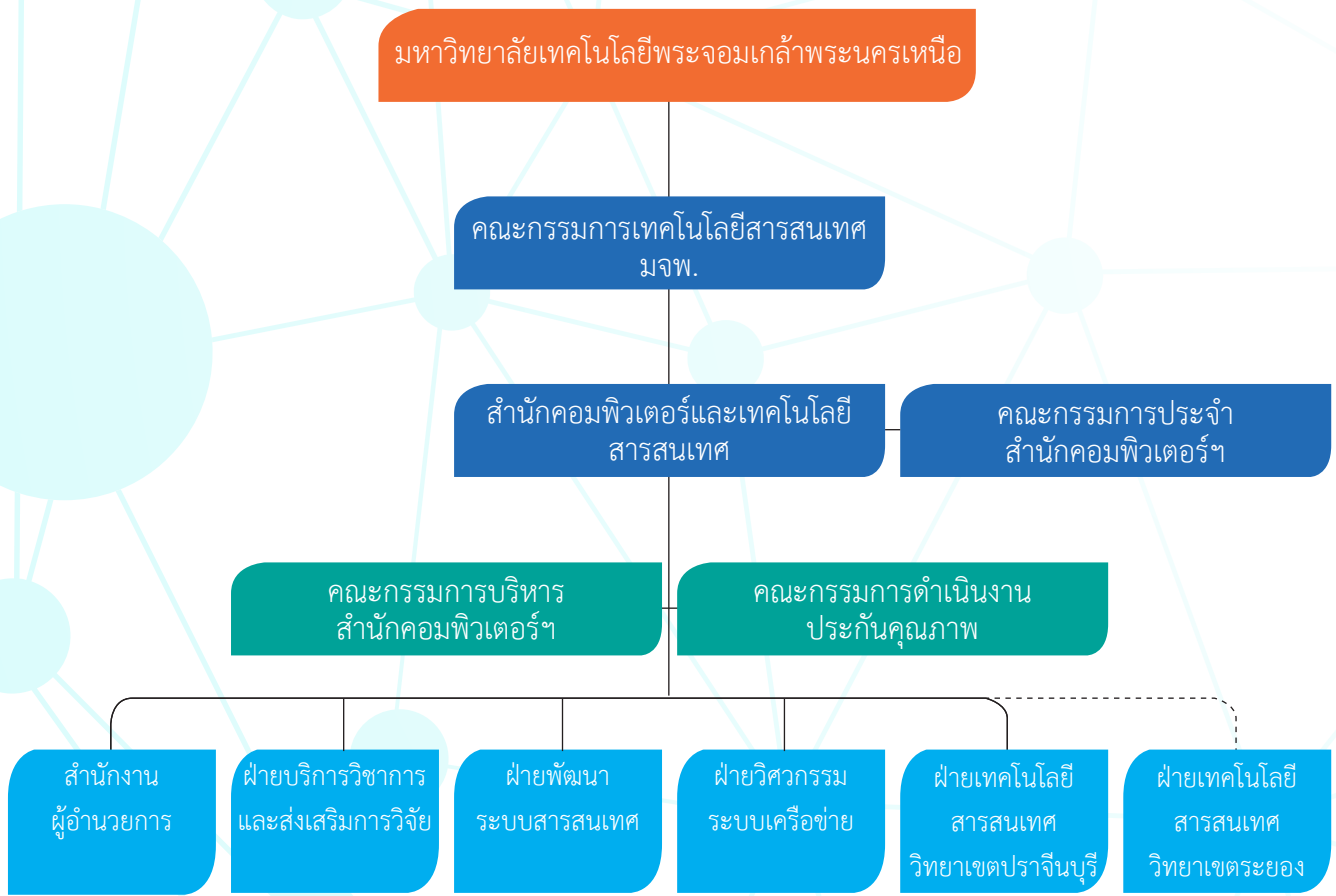 มหาวิทยาลัยเทคโนโลยีพระจอมเกล้าพระนครเหนือ
คณะกรรมการเทคโนโลยีสารสนเทศ
มจพ.
สำนักคอมพิวเตอร์และเทคโนโลยี
สารสนเทศ
คณะกรรมการประจำ
สำนักคอมพิวเตอร์ฯ
คณะกรรมการบริหาร
สำนักคอมพิวเตอร์ฯ
คณะกรรมการดำเนินงาน
ประกันคุณภาพ
สำนักงาน
ผู้อำนวยการ
ฝ่ายบริการวิชาการ
และส่งเสริมการวิจัย
ฝ่ายพัฒนา
ระบบสารสนเทศ
ฝ่ายวิศวกรรม
ระบบเครือข่าย
ฝ่ายเทคโนโลยี
สารสนเทศ
วิทยาเขตปราจีนบุรี
ฝ่ายเทคโนโลยี
สารสนเทศ
วิทยาเขตระยอง